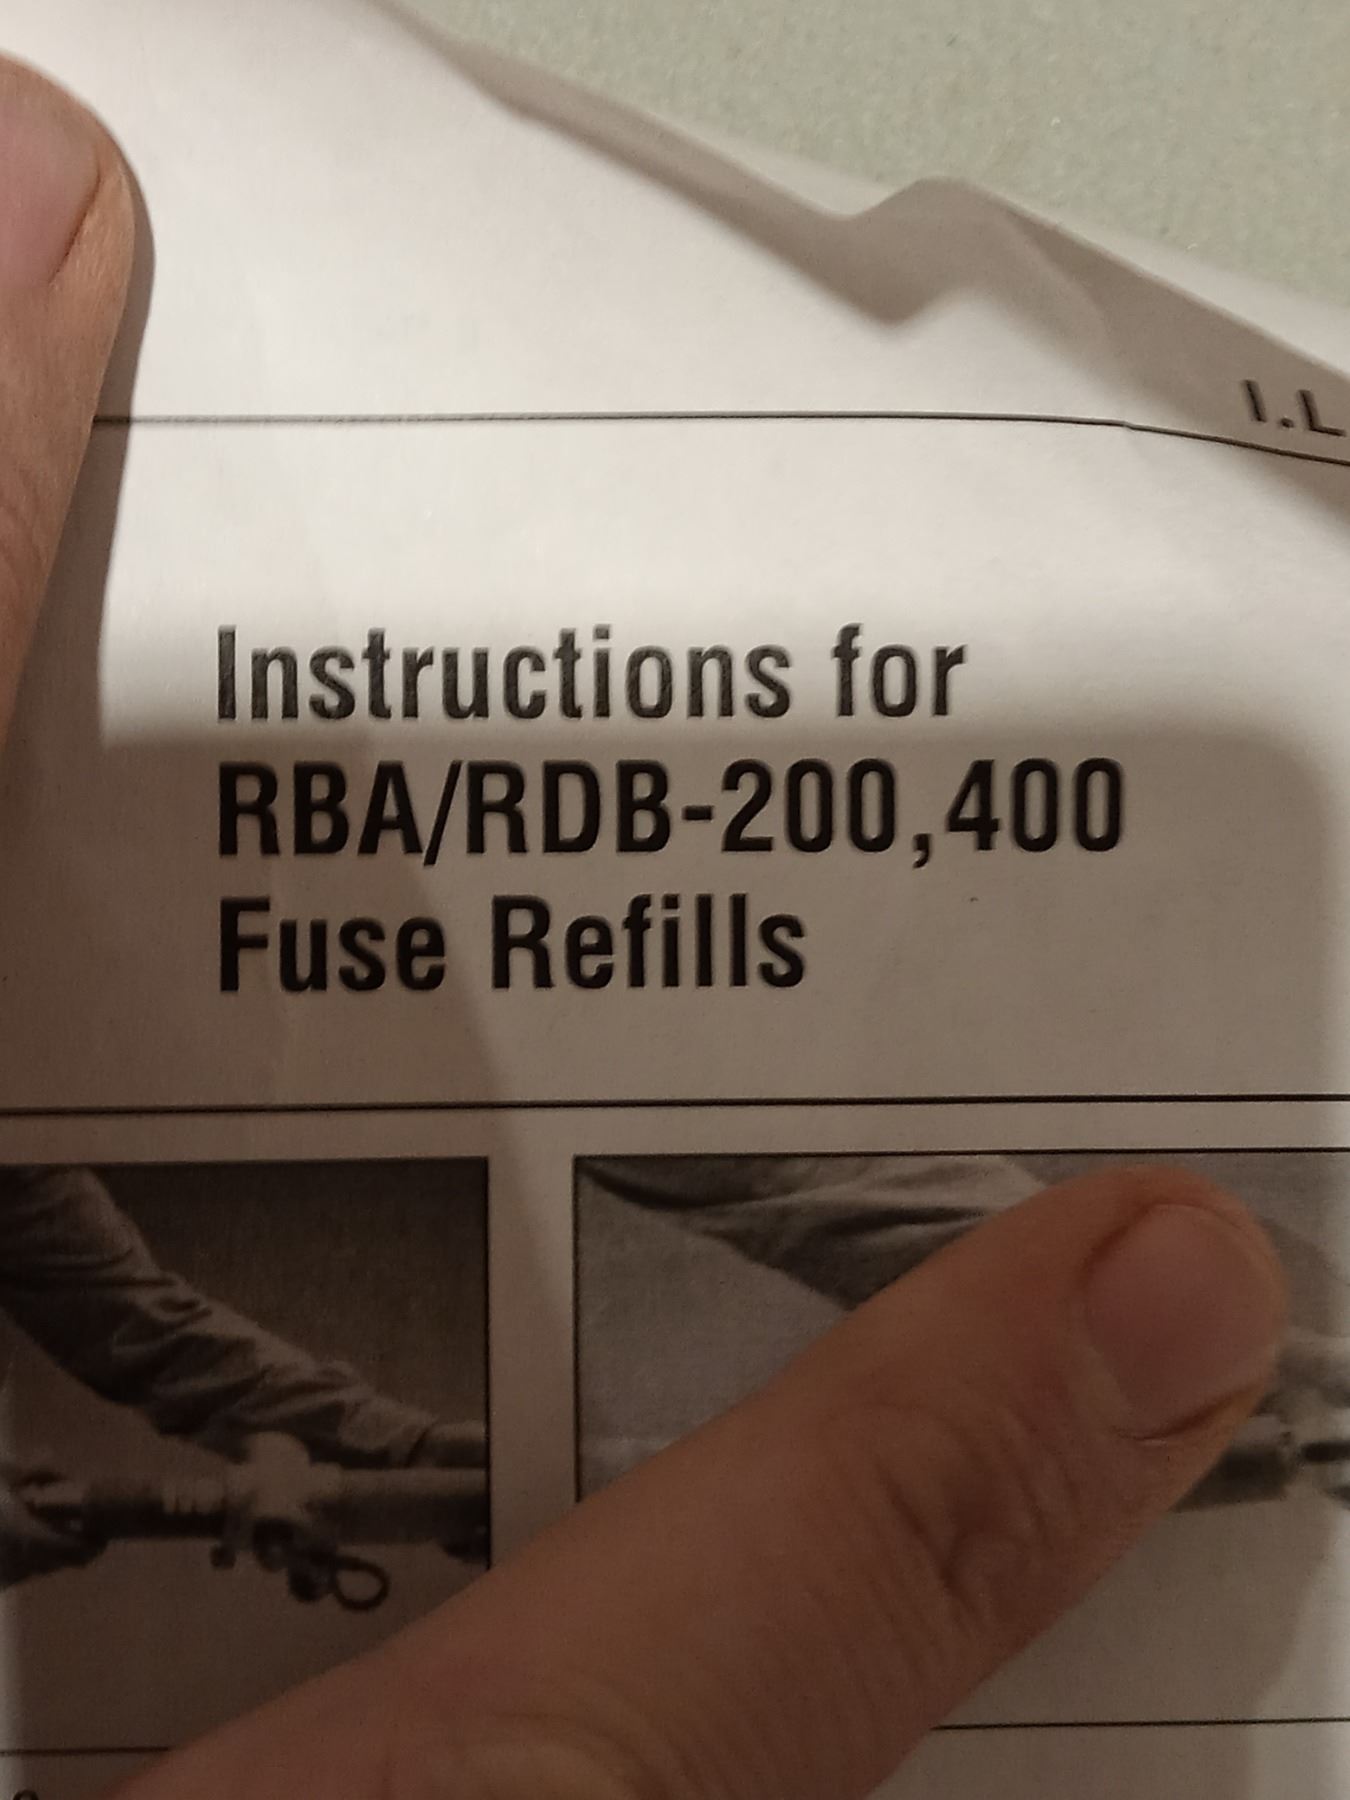 I.L
Instructions for
RBA/RDB-200,400
Fuse Refills